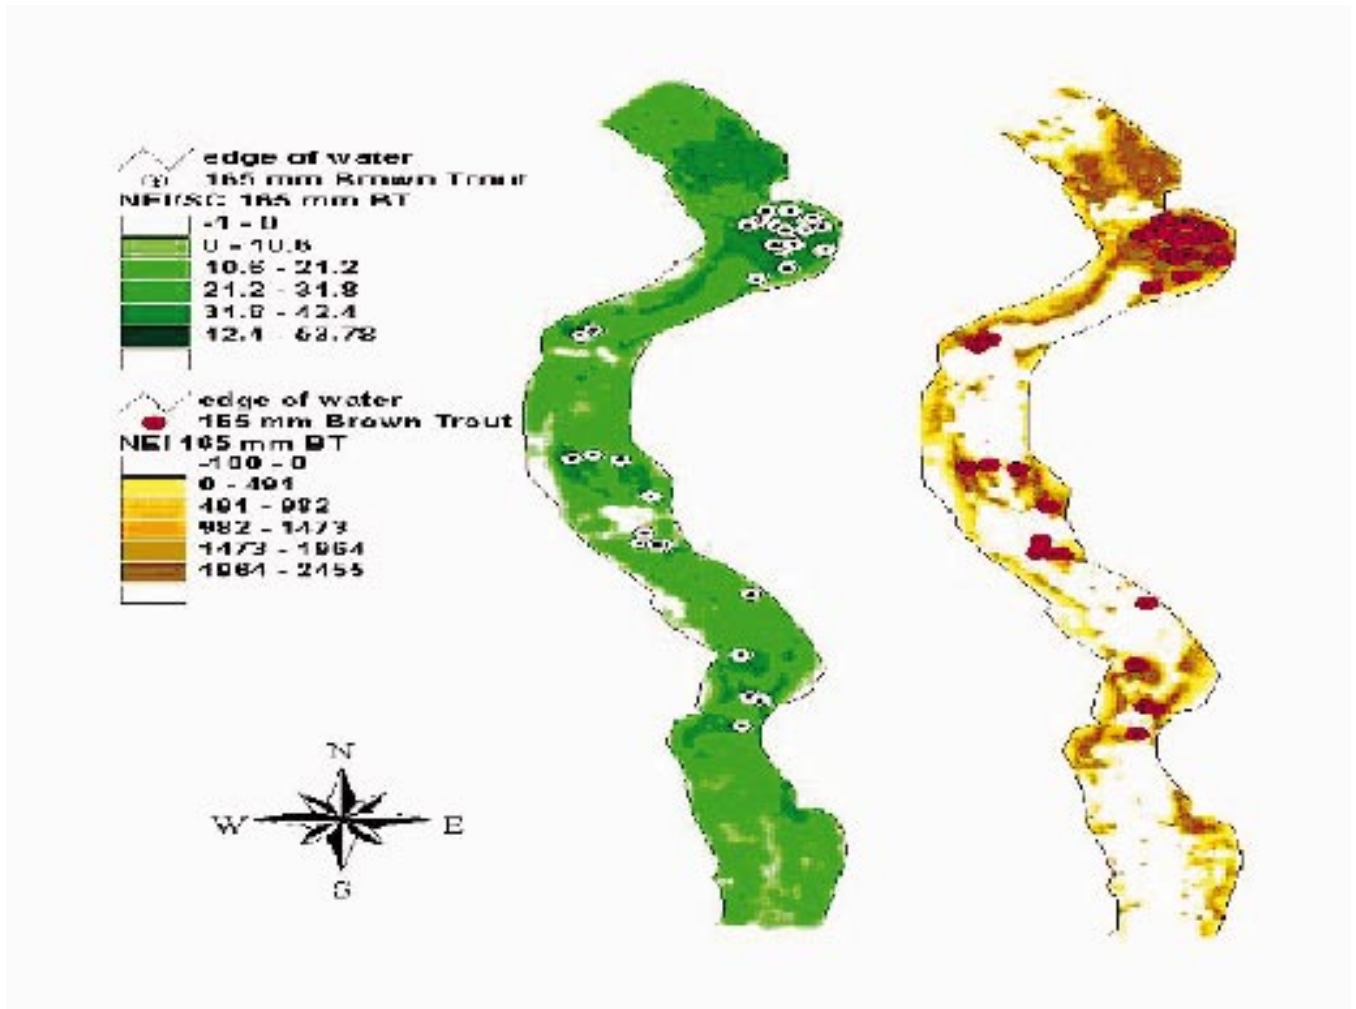 edge of water
165 mm Brown Trout
NEI/SC 165 mm BT
-1 - 0
0 - 10.6
10.6 - 21.2
21.2 - 31.8
31.8 - 42.4
42.4 - 53.78
edge of water
165 mm Brown Trout
NEI 165 mm BT
-100 - 0
0 - 491
491 - 982
982 - 1473
1473 - 1964
1964 - 2455
N
W E
S